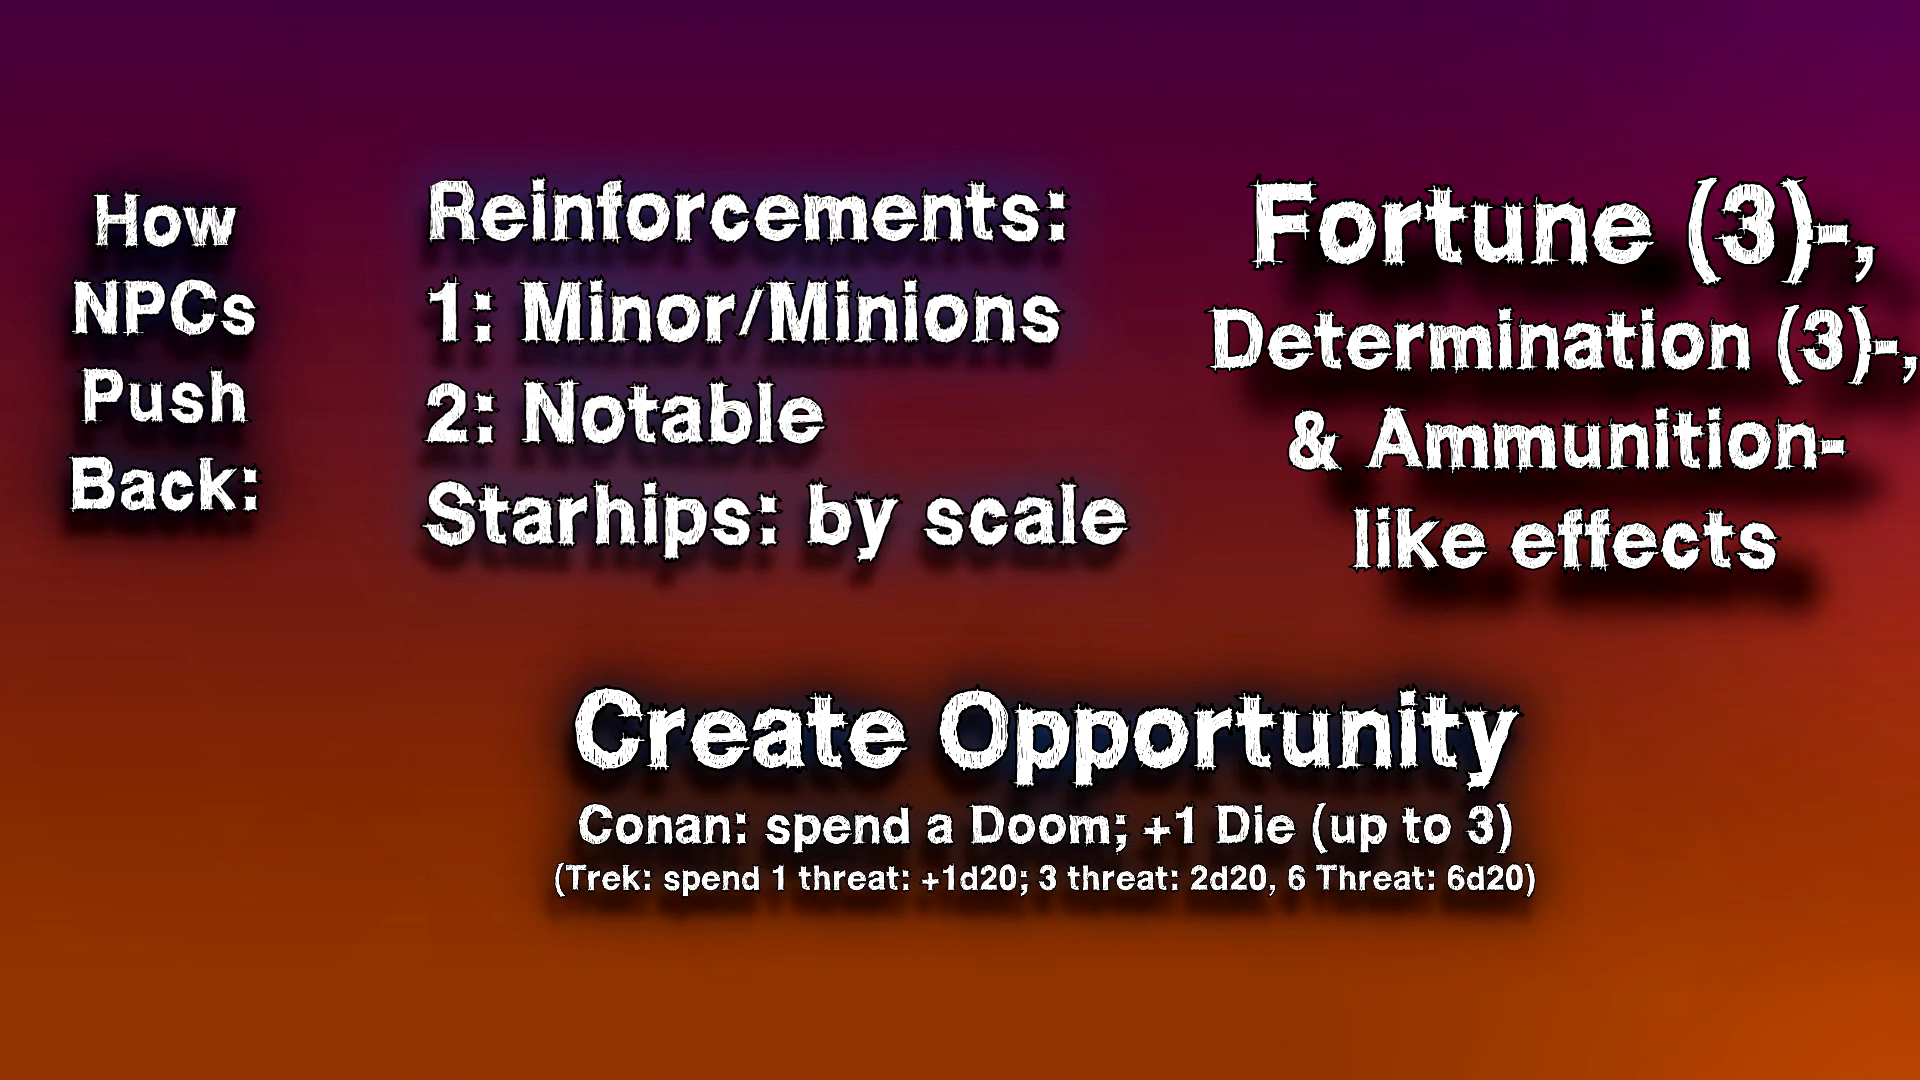 How
NPCs
Push
Back:
Reinforcements:
1: Minor/Minions
2: Notable
Starhips: by scale
Fortune (3)-,
Determination (3)-,
& Ammunition-
like effects
Create Opportunity
Conan: spend a Doom; +1 Die (up to 3)
(Trek: spend 1 threat: +1d20; 3 threat: 2d20, 6 Threat: 6d20)